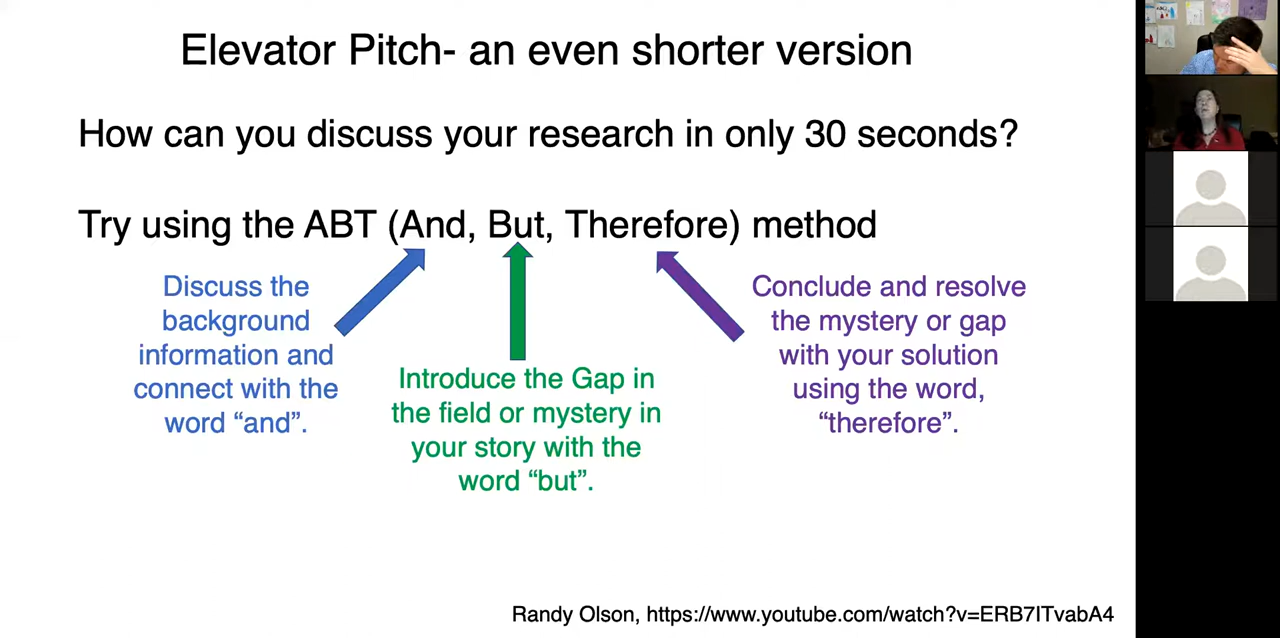 Elevator Pitch- an even shorter version
How can you discuss your research in only 30 seconds?
Try using the ABT (And, But, Therefore) method
Discuss the
background
information and
connect with the
word “and”.
Introduce the Gap in
the field or mystery in
your story with the
word “but”.
Conclude and resolve
the mystery or gap
with your solution
using the word,
“therefore”.
Randy Olson, https://www.youtube.com/watch?v=ERB7ITvabA4